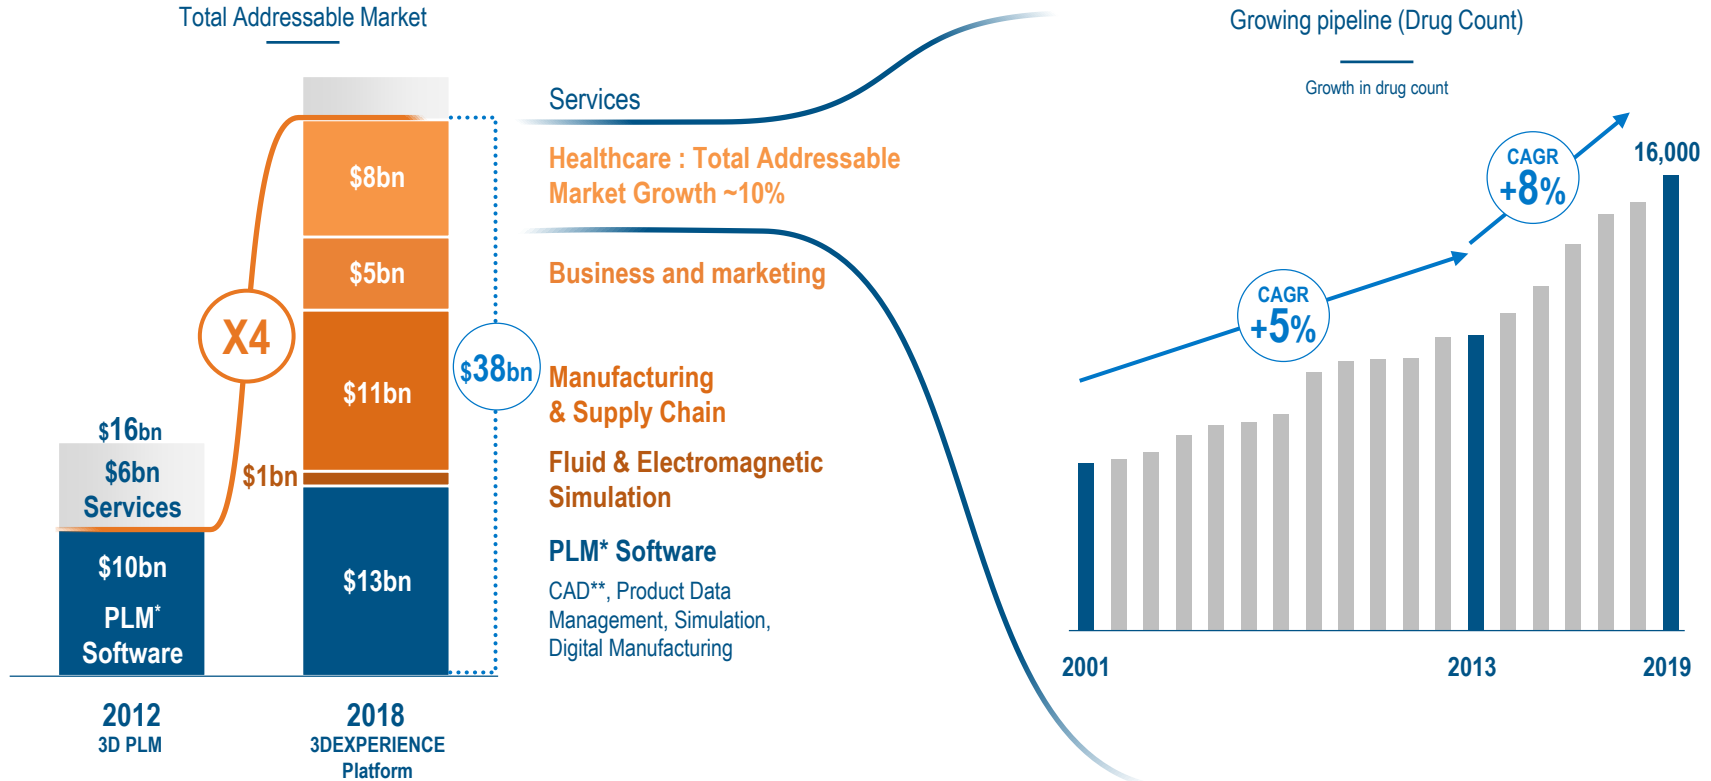 Total Addressable Market
$16bn
$6bn
Services
$10bn
PLM*
Software
X4
$8bn
$5bn
$11bn
$1bn
$13bn
$38bn
2012
3D PLM
2018
3DEXPERIENCE
Platform
Services
Healthcare : Total Addressable
Market Growth ~10%
Business and marketing
Manufacturing
& Supply Chain
Fluid & Electromagnetic
Simulation
PLM* Software
CAD**, Product Data
Management, Simulation,
Digital Manufacturing
Growing pipeline (Drug Count)
Growth in drug count
CAGR
+5%
CAGR
+8%
16,000
2001
2013
2019